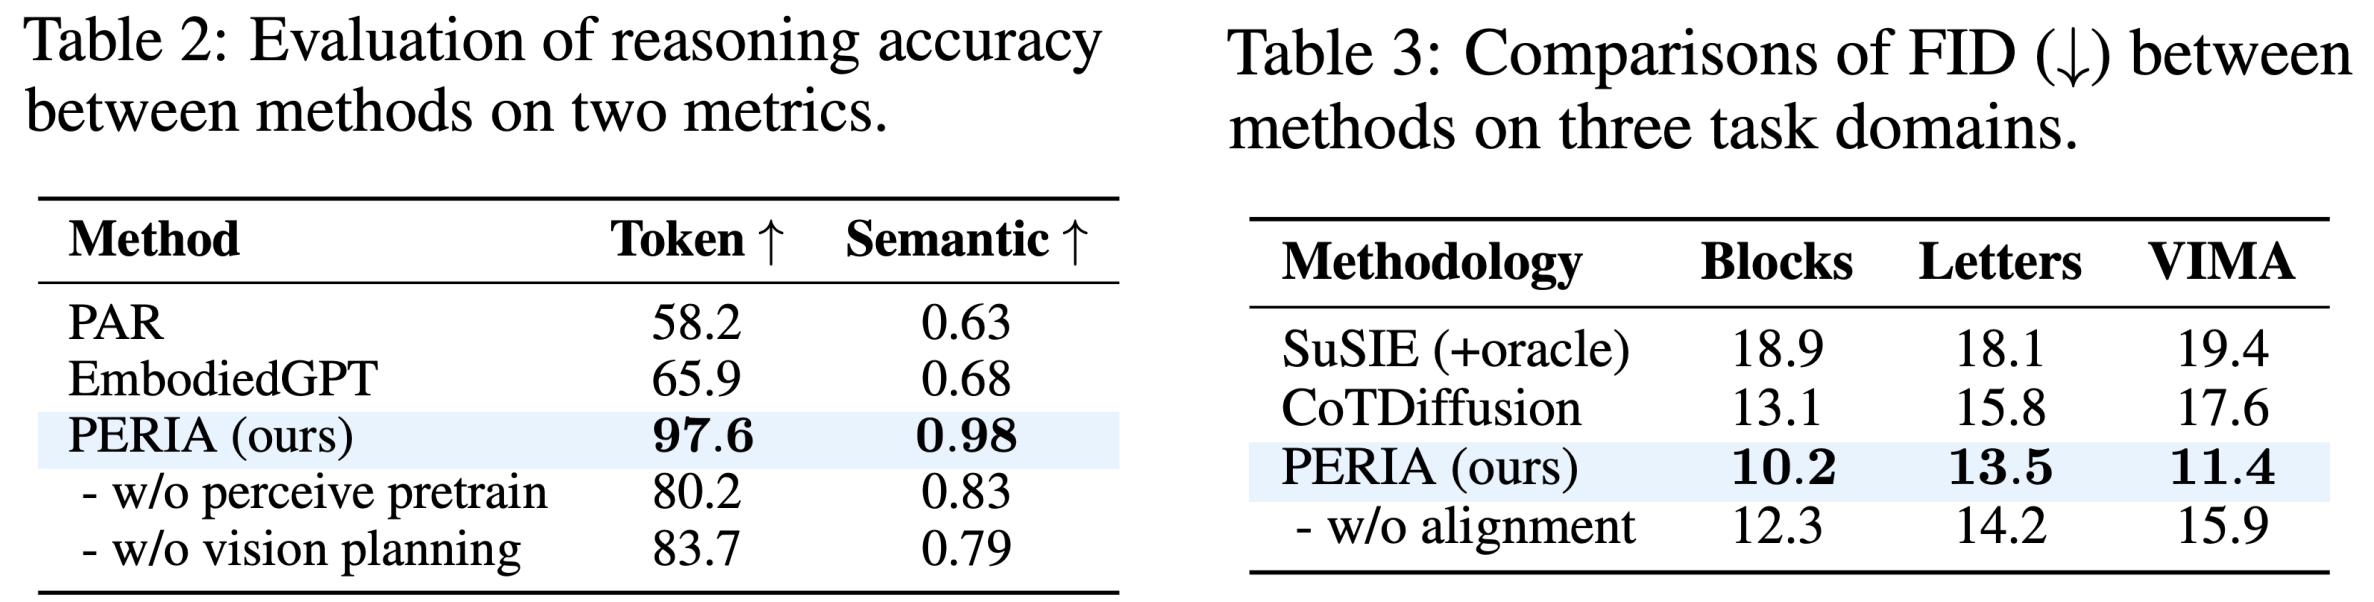 Table 2: Evaluation of reasoning accuracy
between methods on two metrics.
Method Token ↑ Semantic ↑
PAR 58.2 0.63
EmbodiedGPT 65.9 0.68
PERIA (ours) 97.6 0.98
- w/o perceive pretrain 80.2 0.83
- w/o vision planning 83.7 0.79
Table 3: Comparisons of FID (↓) between
methods on three task domains.
Methodology Blocks Letters VIMA
SuSIE (+oracle) 18.9 18.1 19.4
CoTDiffusion 13.1 15.8 17.6
PERIA (ours) 10.2 13.5 11.4
- w/o alignment 12.3 14.2 15.9